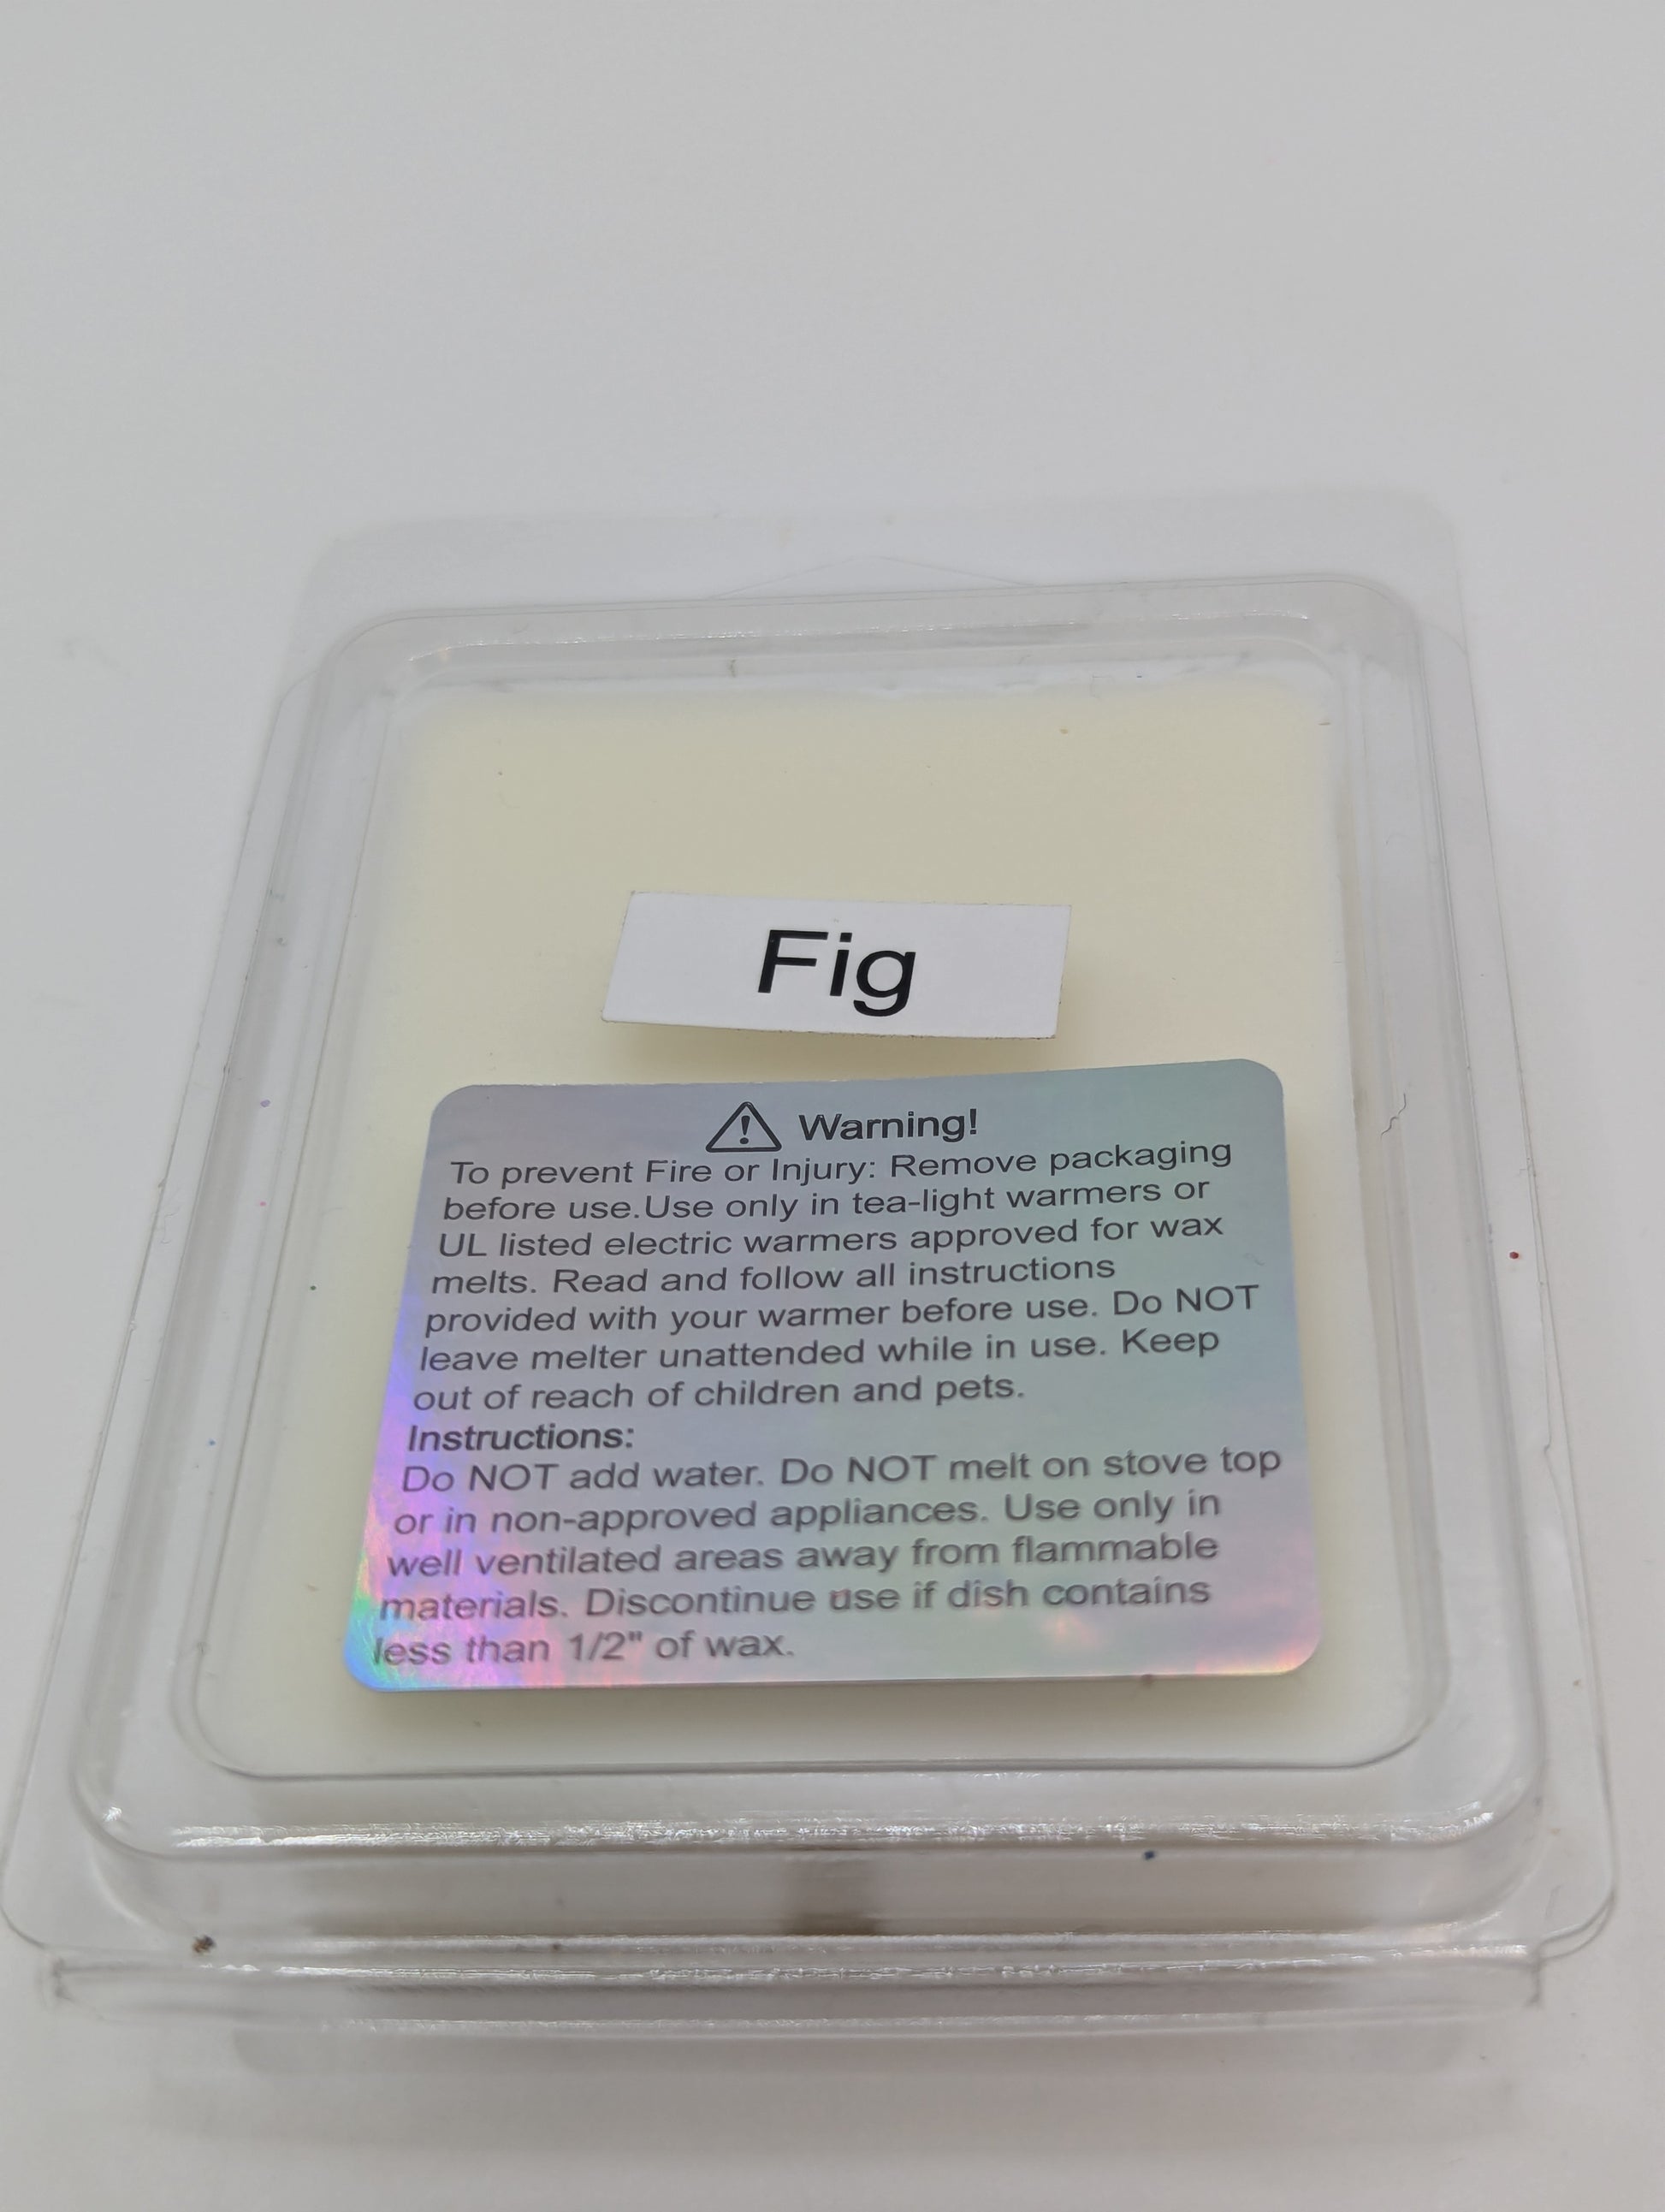 Fig
⚠ Warning!
To prevent Fire or Injury: Remove packaging
before use.Use only in tea-light warmers or
UL listed electric warmers approved for wax
melts. Read and follow all instructions
provided with your warmer before use. Do NOT
leave melter unattended while in use. Keep
out of reach of children and pets.
Instructions:
Do NOT add water. Do NOT melt on stove top
or in non-approved appliances. Use only in
well ventilated areas away from flammable
materials. Discontinue use if dish contains
less than 1/2" of wax.